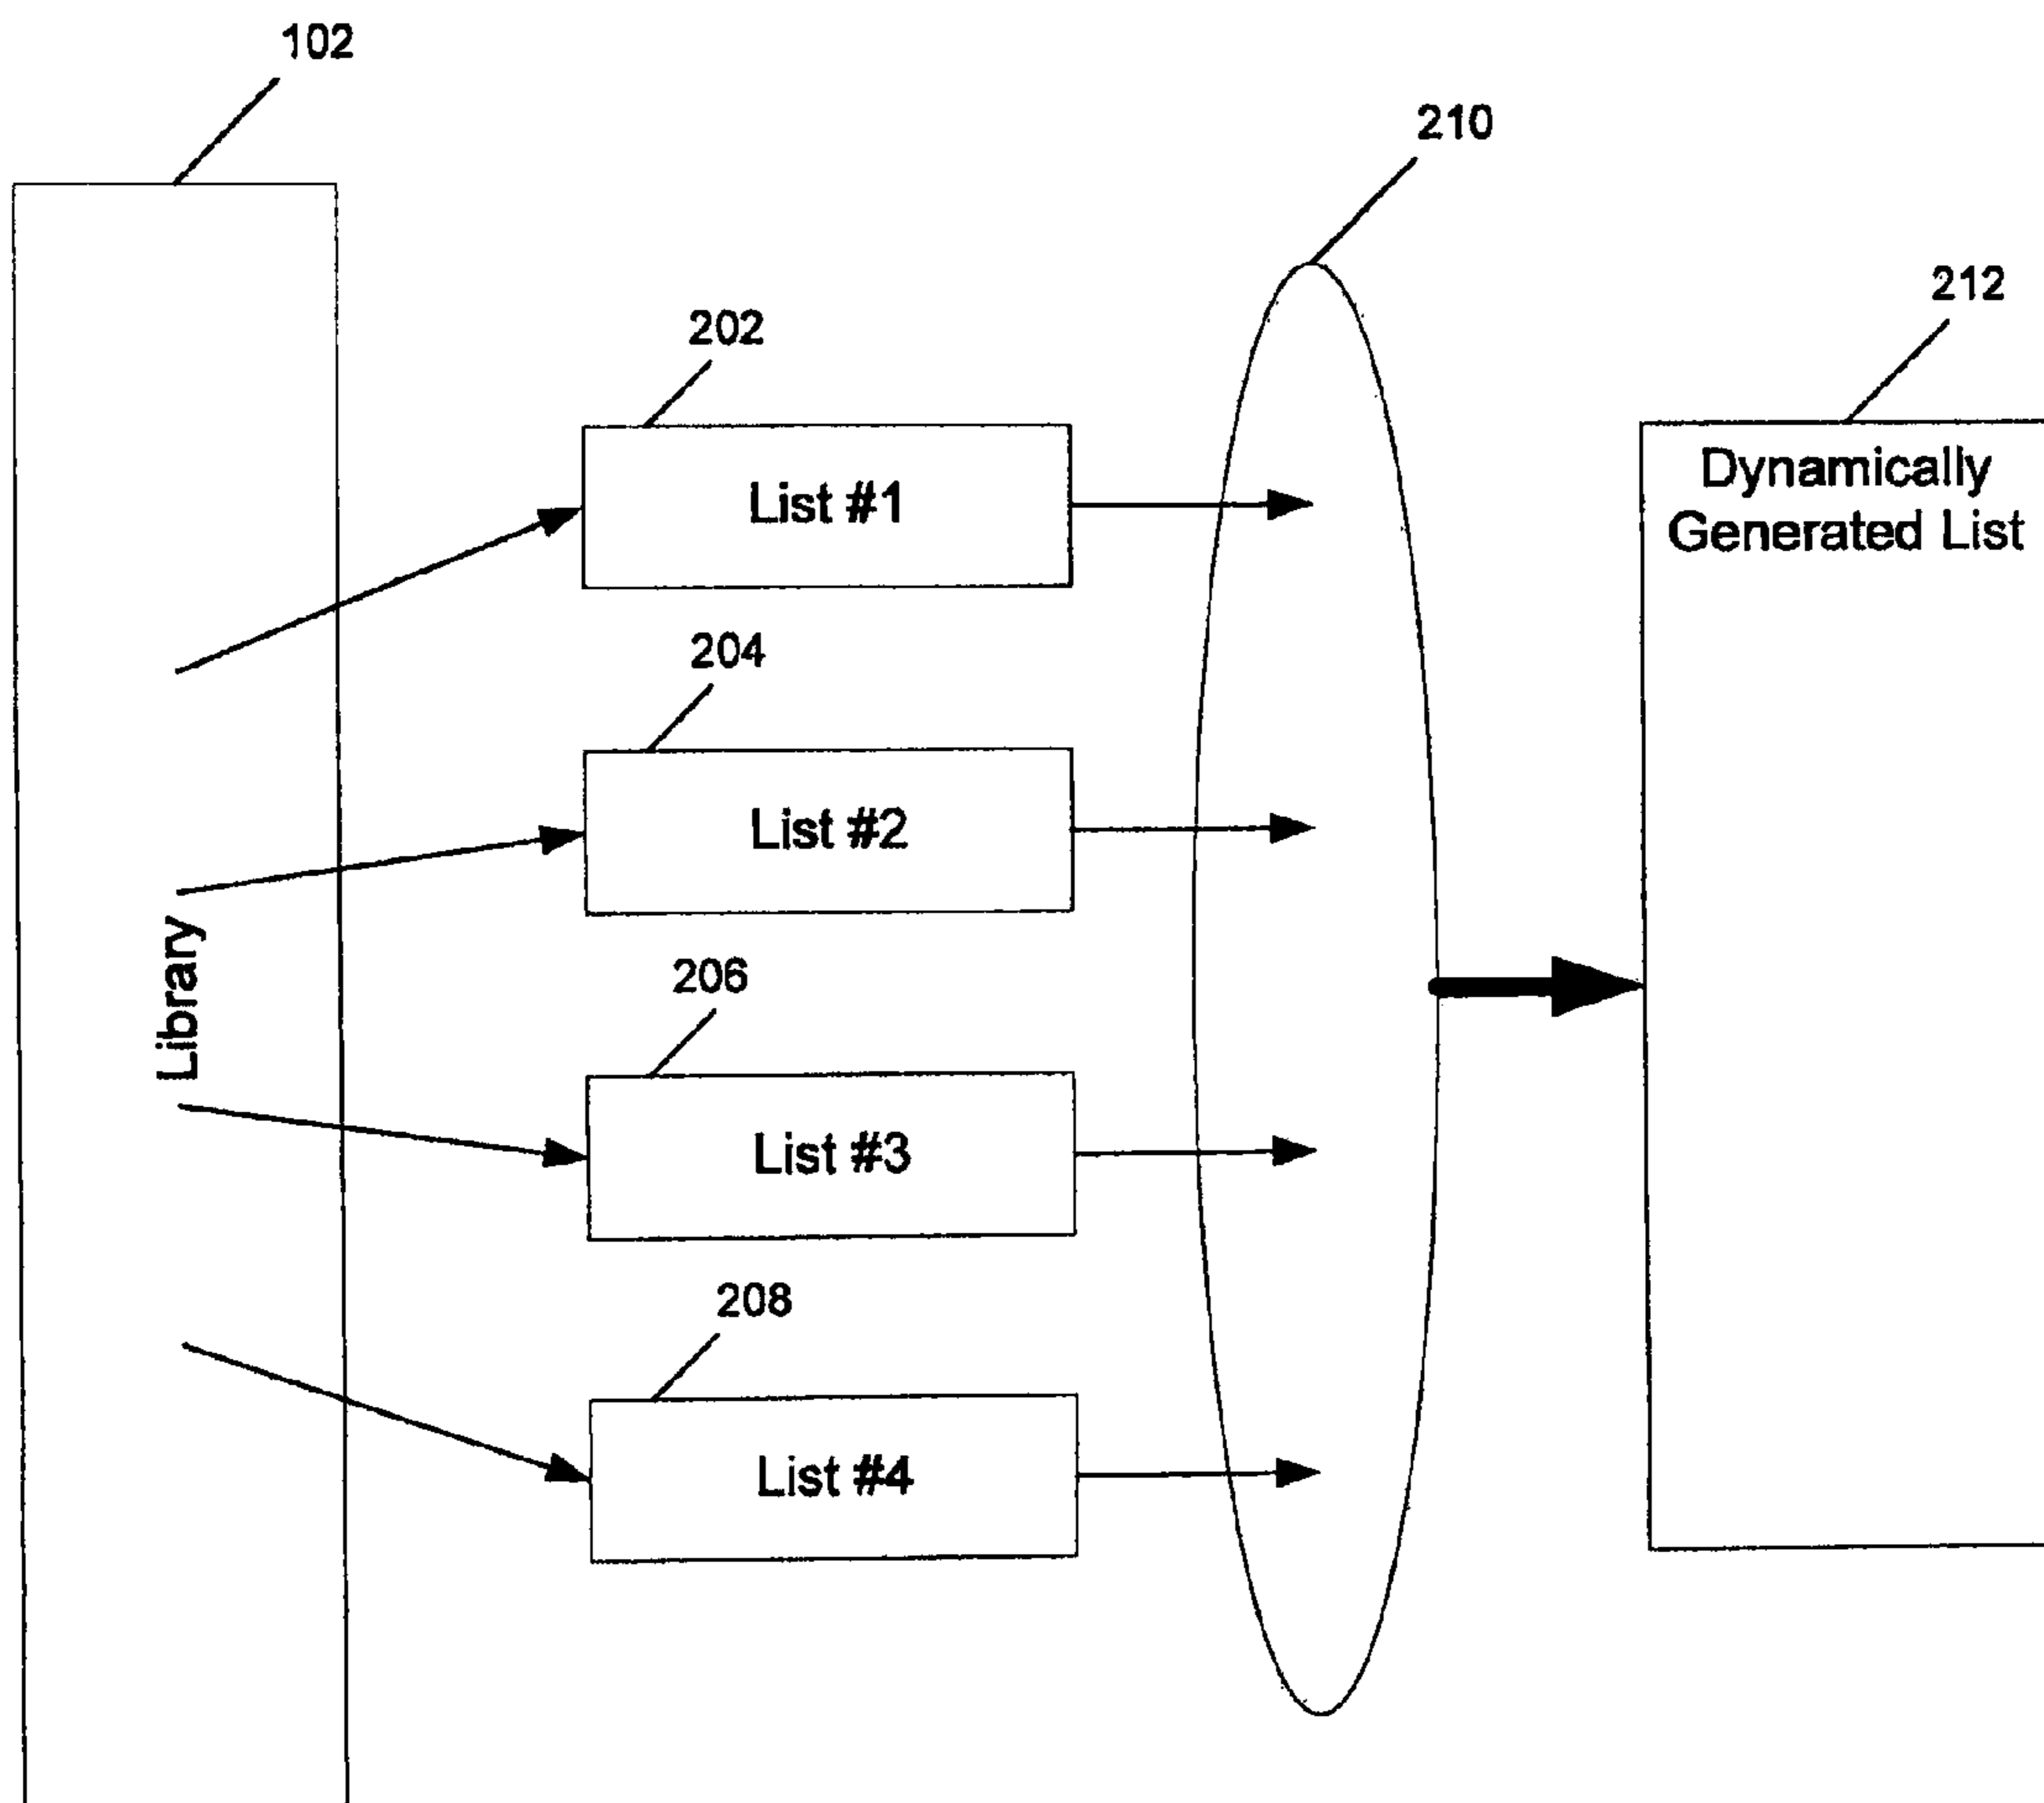 102
210
212
202
Dynamically
Generated List
List #1
204
List #2
Library
206
List #3
208
List #4